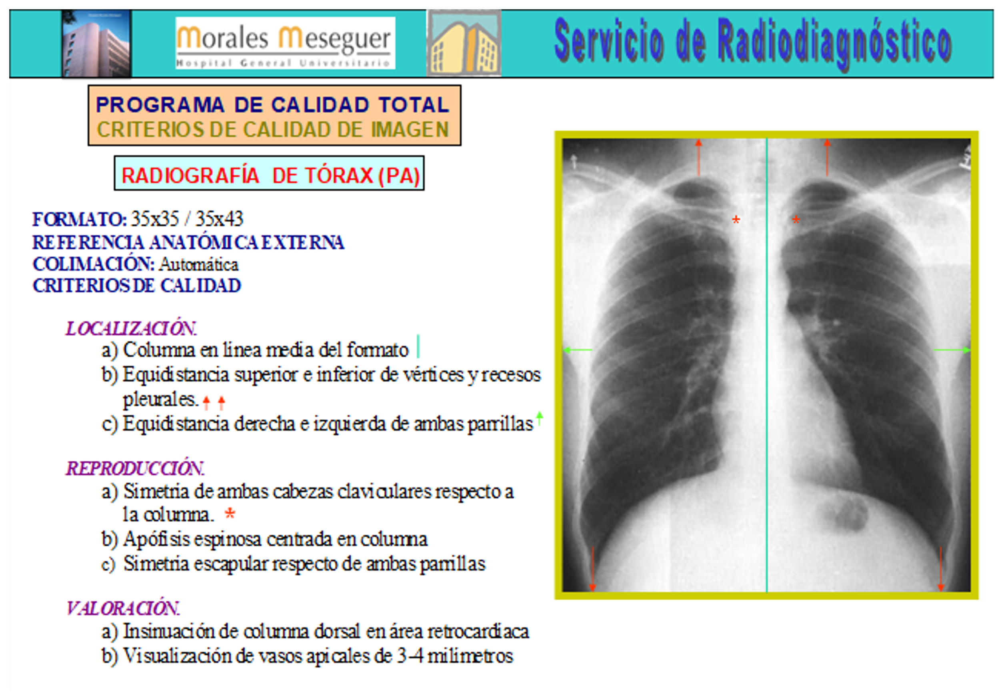 Morales Meseguer
Hospital General Universitario
Servicio de Radiodiagnóstico
PROGRAMA DE CALIDAD TOTAL
CRITERIOS DE CALIDAD DE IMAGEN
RADIOGRAFÍA DE TÓRAX (PA)
FORMATO: 35x35 / 35x43
REFERENCIA ANATÓMICA EXTERNA
COLIMACIÓN: Automática
CRITERIOS DE CALIDAD
LOCALIZACIÓN.
a) Columna en línea media del formato
b) Equidistancia superior e inferior de vértices y recesos
pleurales.
c) Equidistancia derecha e izquierda de ambas parrillas
REPRODUCCIÓN.
a) Simetría de ambas cabezas claviculares respecto a
la columna. *
b) Apófisis espinosa centrada en columna
c) Simetría escapular respecto de ambas parrillas
VALORACIÓN.
a) Insinuación de columna dorsal en área retrocardíaca
b) Visualización de vasos apicales de 3-4 milímetros